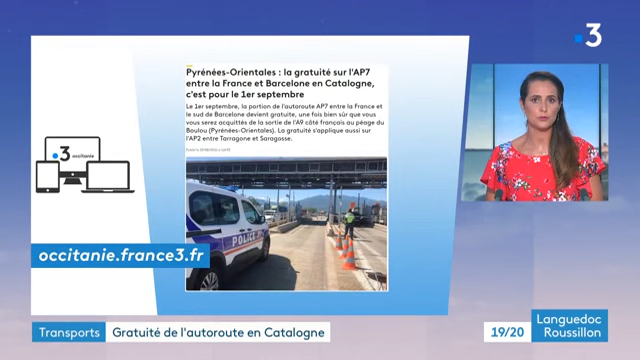 .3
Pyrénées-Orientales : la gratuité sur l'AP7
entre la France et Barcelone en Catalogne,
c'est pour le 1er septembre
Le 1er septembre, la portion de l'autoroute AP7 entre la France et
le sud de Barcelone devient gratuite, une fois bien sûr que vous
vous serez acquittés de la sortie de l'A9 côté français au péage du
Boulou (Pyrénées-Orientales). La gratuité s'applique aussi sur
l'AP2 entre Tarragone et Saragosse.
.3
occitanie
POLICE
occitanie.france3.fr
Transports
Gratuité de l'autoroute en Catalogne
19/20
Languedoc
Roussillon